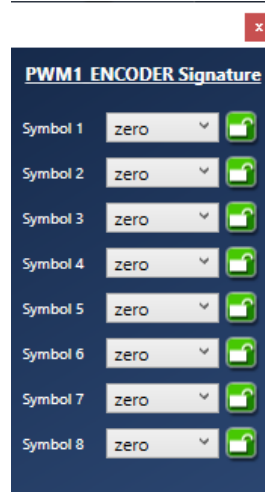 x
PWM1 ENCODER Signature
Symbol 1 zero
Symbol 2 zero
Symbol 3 zero
Symbol 4 zero
Symbol 5 zero
Symbol 6 zero
Symbol 7 zero
Symbol 8 zero